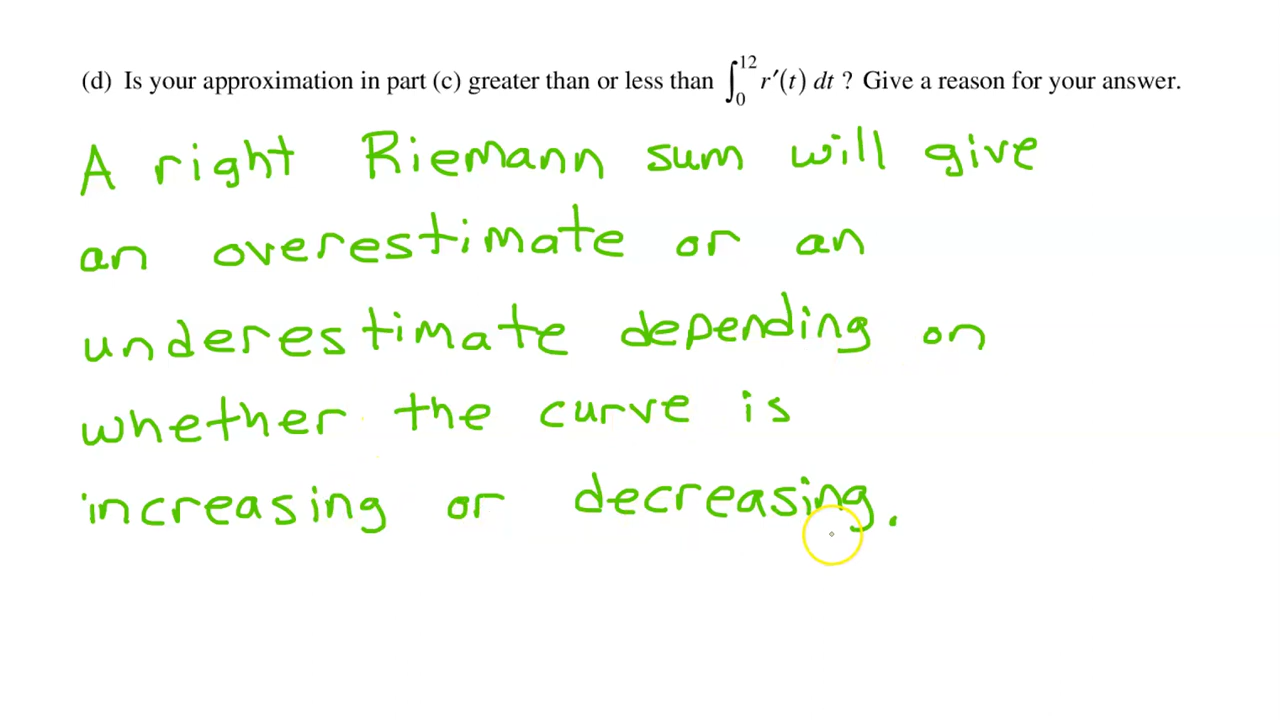 (d) Is your approximation in part (c) greater than or less than ∫₀¹² r′(t) dt ? Give a reason for your answer.
A right Riemann sum will give
an overestimate or an
underestimate depending on
whether the curve is
increasing or decreasing.